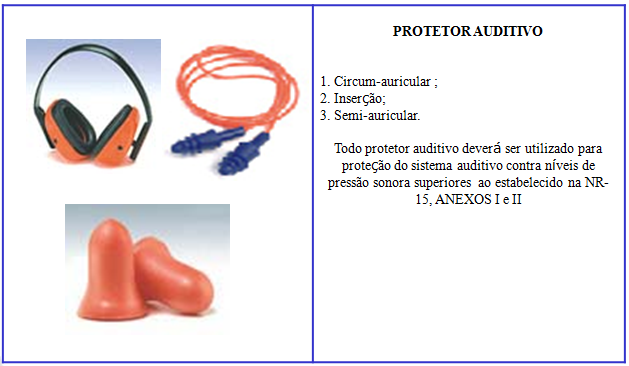 PROTETOR AUDITIVO
1. Circum-auricular ;
2. Inserção;
3. Semi-auricular.
Todo protetor auditivo deverá ser utilizado para
proteção do sistema auditivo contra níveis de
pressão sonora superiores ao estabelecido na NR-
15, ANEXOS I e II